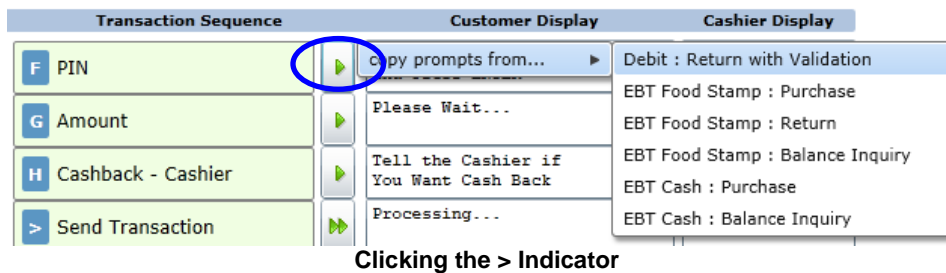 Transaction Sequence Customer Display Cashier Display
F PIN
copy prompts from...
Debit : Return with Validation
EBT Food Stamp : Purchase
EBT Food Stamp : Return
EBT Food Stamp : Balance Inquiry
EBT Cash : Purchase
EBT Cash : Balance Inquiry
G Amount
Please Wait...
H Cashback - Cashier
Tell the Cashier if
You Want Cash Back
> Send Transaction
Processing...
Clicking the > Indicator